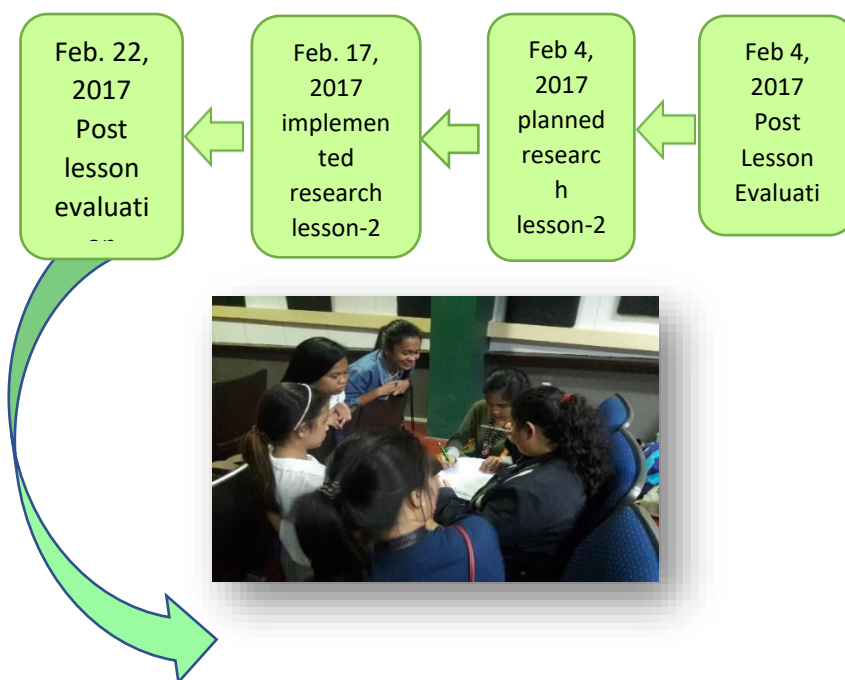 Feb. 22,
2017
Post
lesson
evaluati
Feb. 17,
2017
implemen
ted
research
lesson-2
Feb 4,
2017
planned
researc
h
lesson-2
Feb 4,
2017
Post
Lesson
Evaluati